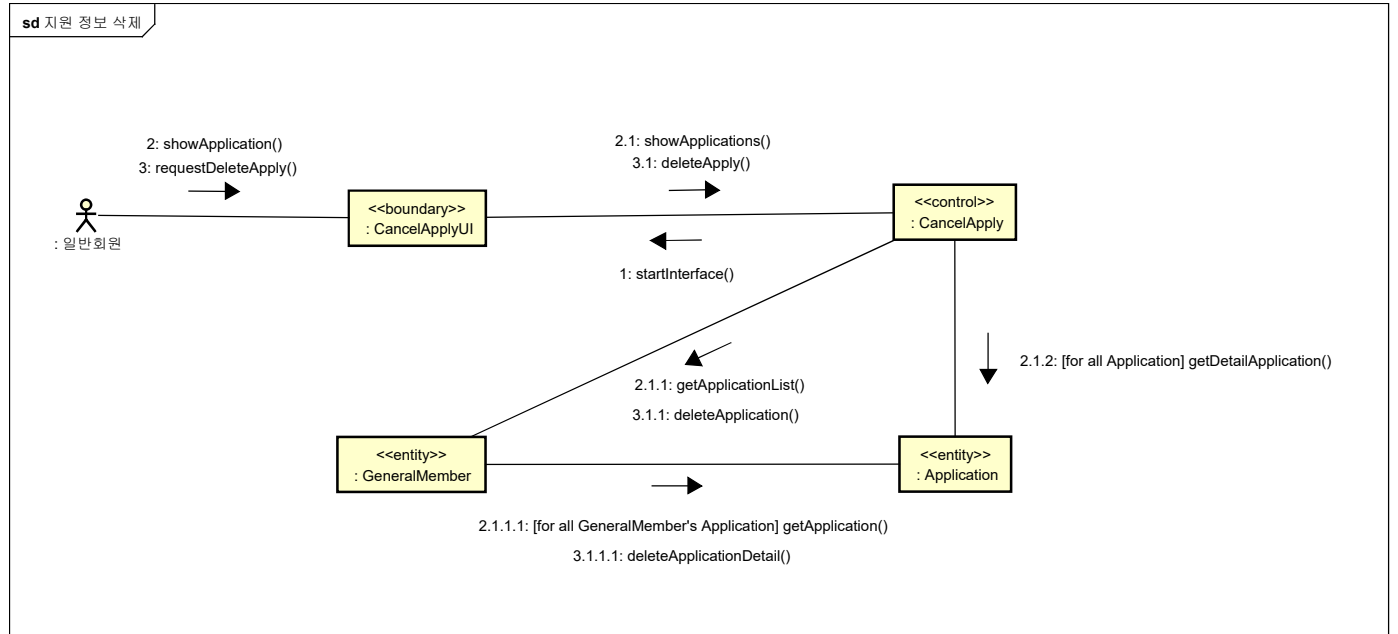 sd 지원 정보 삭제
2: showApplication()
3: requestDeleteApply()
2.1: showApplications()
3.1: deleteApply()
<<boundary>>
: CancelApplyUI
<<control>>
: CancelApply
: 일반회원
1: startInterface()
2.1.2: [for all Application] getDetailApplication()
2.1.1: getApplicationList()
3.1.1: deleteApplication()
<<entity>>
: GeneralMember
<<entity>>
: Application
2.1.1.1: [for all GeneralMember's Application] getApplication()
3.1.1.1: deleteApplicationDetail()